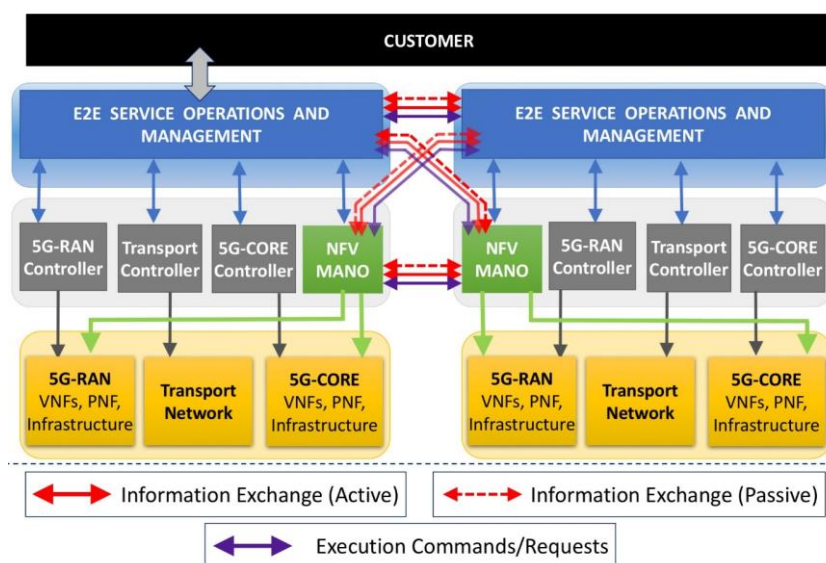 CUSTOMER
E2E SERVICE OPERATIONS AND
MANAGEMENT
E2E SERVICE OPERATIONS AND
MANAGEMENT
5G-RAN
Controller
Transport
Controller
5G-CORE
Controller
NFV
MANO
NFV
MANO
5G-RAN
Controller
Transport
Controller
5G-CORE
Controller
5G-RAN
VNFs, PNF,
Infrastructure
Transport
Network
5G-CORE
VNFs, PNF,
Infrastructure
5G-RAN
VNFs, PNF,
Infrastructure
Transport
Network
5G-CORE
VNFs, PNF,
Infrastructure
Information Exchange (Active)
Information Exchange (Passive)
Execution Commands/Requests